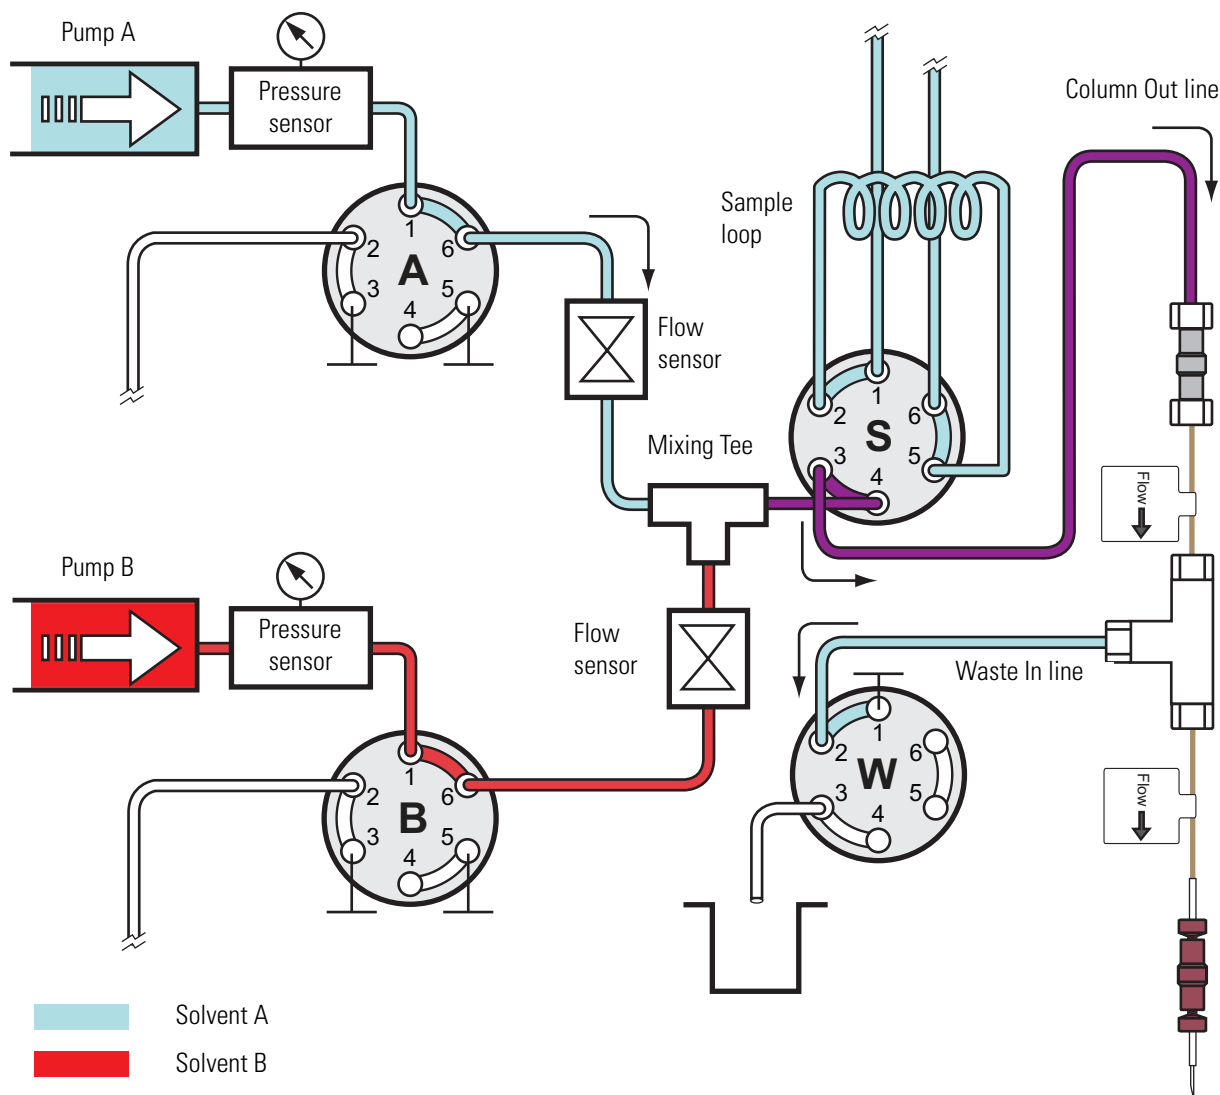 Pump A
Pressure
sensor
Column Out line
Sample
loop
1
2
6
A
3
5
4
Flow
sensor
1
2
6
S
3
5
4
Mixing Tee
Flow
Pump B
Pressure
sensor
Flow
sensor
Waste In line
1
2
6
B
3
5
4
1
2
6
W
3
5
4
Flow
Solvent A
Solvent B